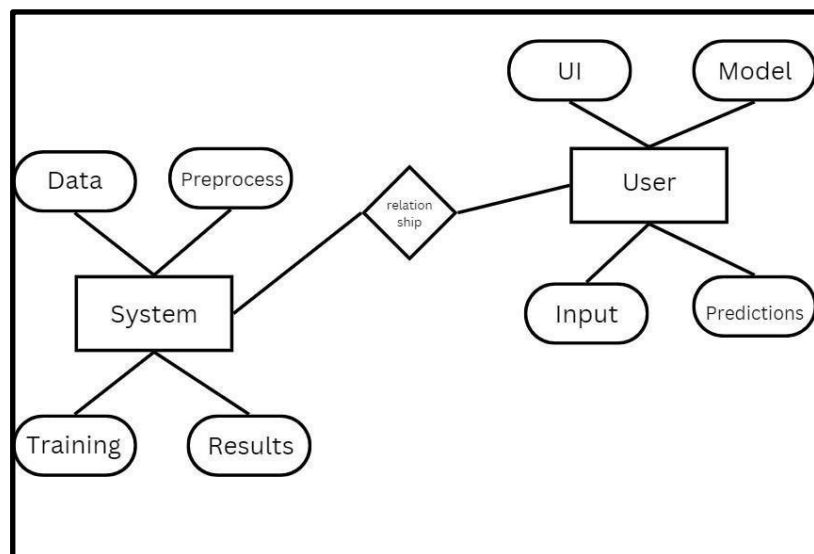 UI
Model
Data
Preprocess
User
relation
ship
System
Input
Predictions
Training
Results